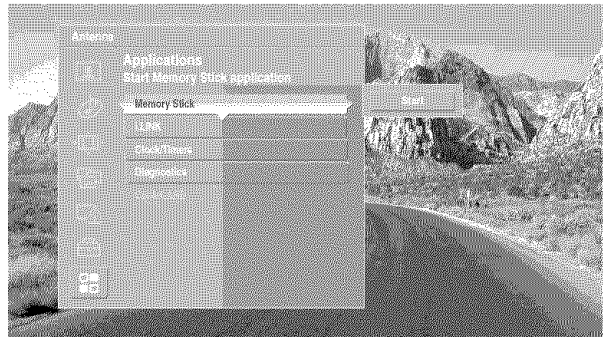 Antenna
Applications
Start Memory Stick application
Memory Stick
Start
i.LINK
Clock/Timers
Diagnostics